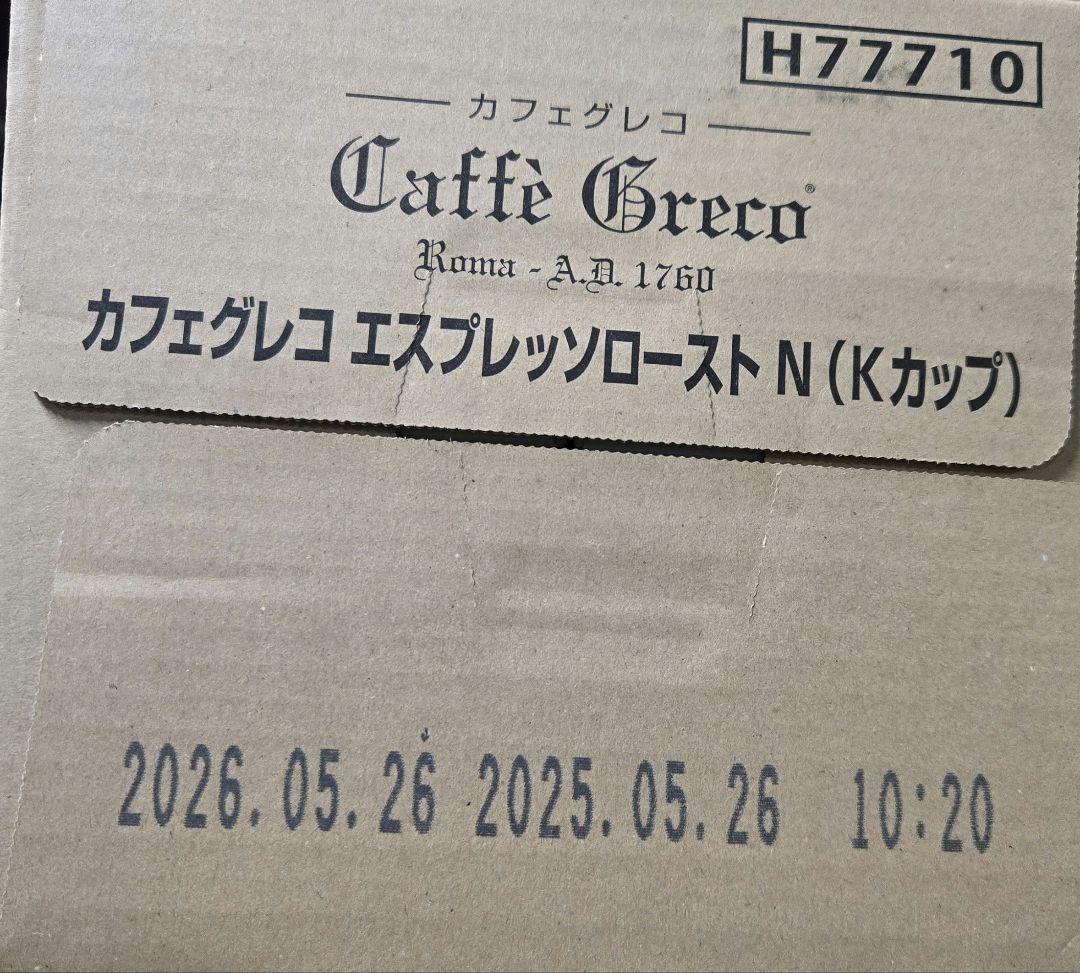 H77710
カフェグレコ
Caffè Greco®
Roma - A.D. 1760
カフェグレコ エスプレッソロースト N (Kカップ)
2026.05.26 2025.05.26 10:20